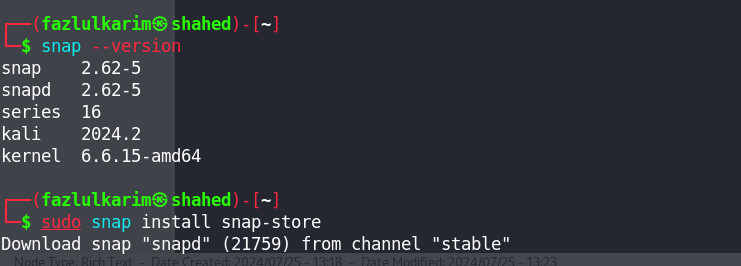 ┌──(fazlulkarim㉿shahed)-[~]
└─$ snap --version
snap    2.62-5
snapd   2.62-5
series  16
kali    2024.2
kernel  6.6.15-amd64
┌──(fazlulkarim㉿shahed)-[~]
└─$ sudo snap install snap-store
Download snap "snapd" (21759) from channel "stable"
Node Type: Rich Text  -  Date Created: 2024/07/25 - 13:18  -  Date Modified: 2024/07/25 - 13:23